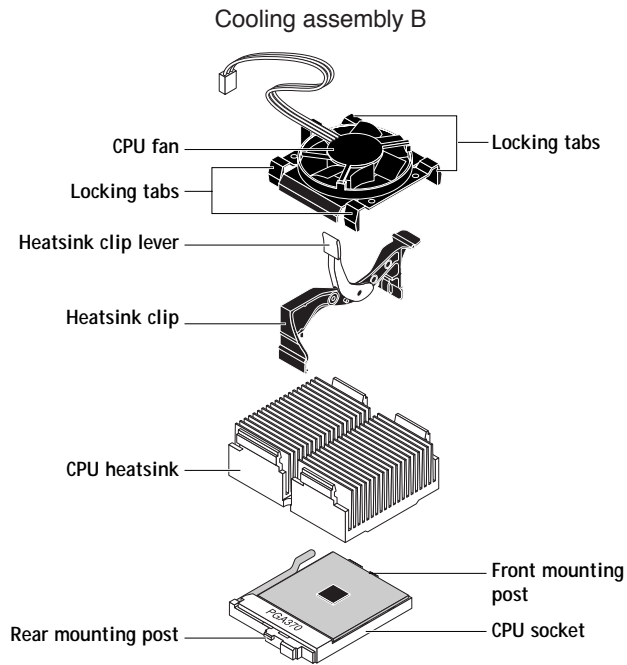 Cooling assembly B
CPU fan
Locking tabs
Locking tabs
Heatsink clip lever
Heatsink clip
CPU heatsink
Front mounting
post
PGA370
CPU socket
Rear mounting post